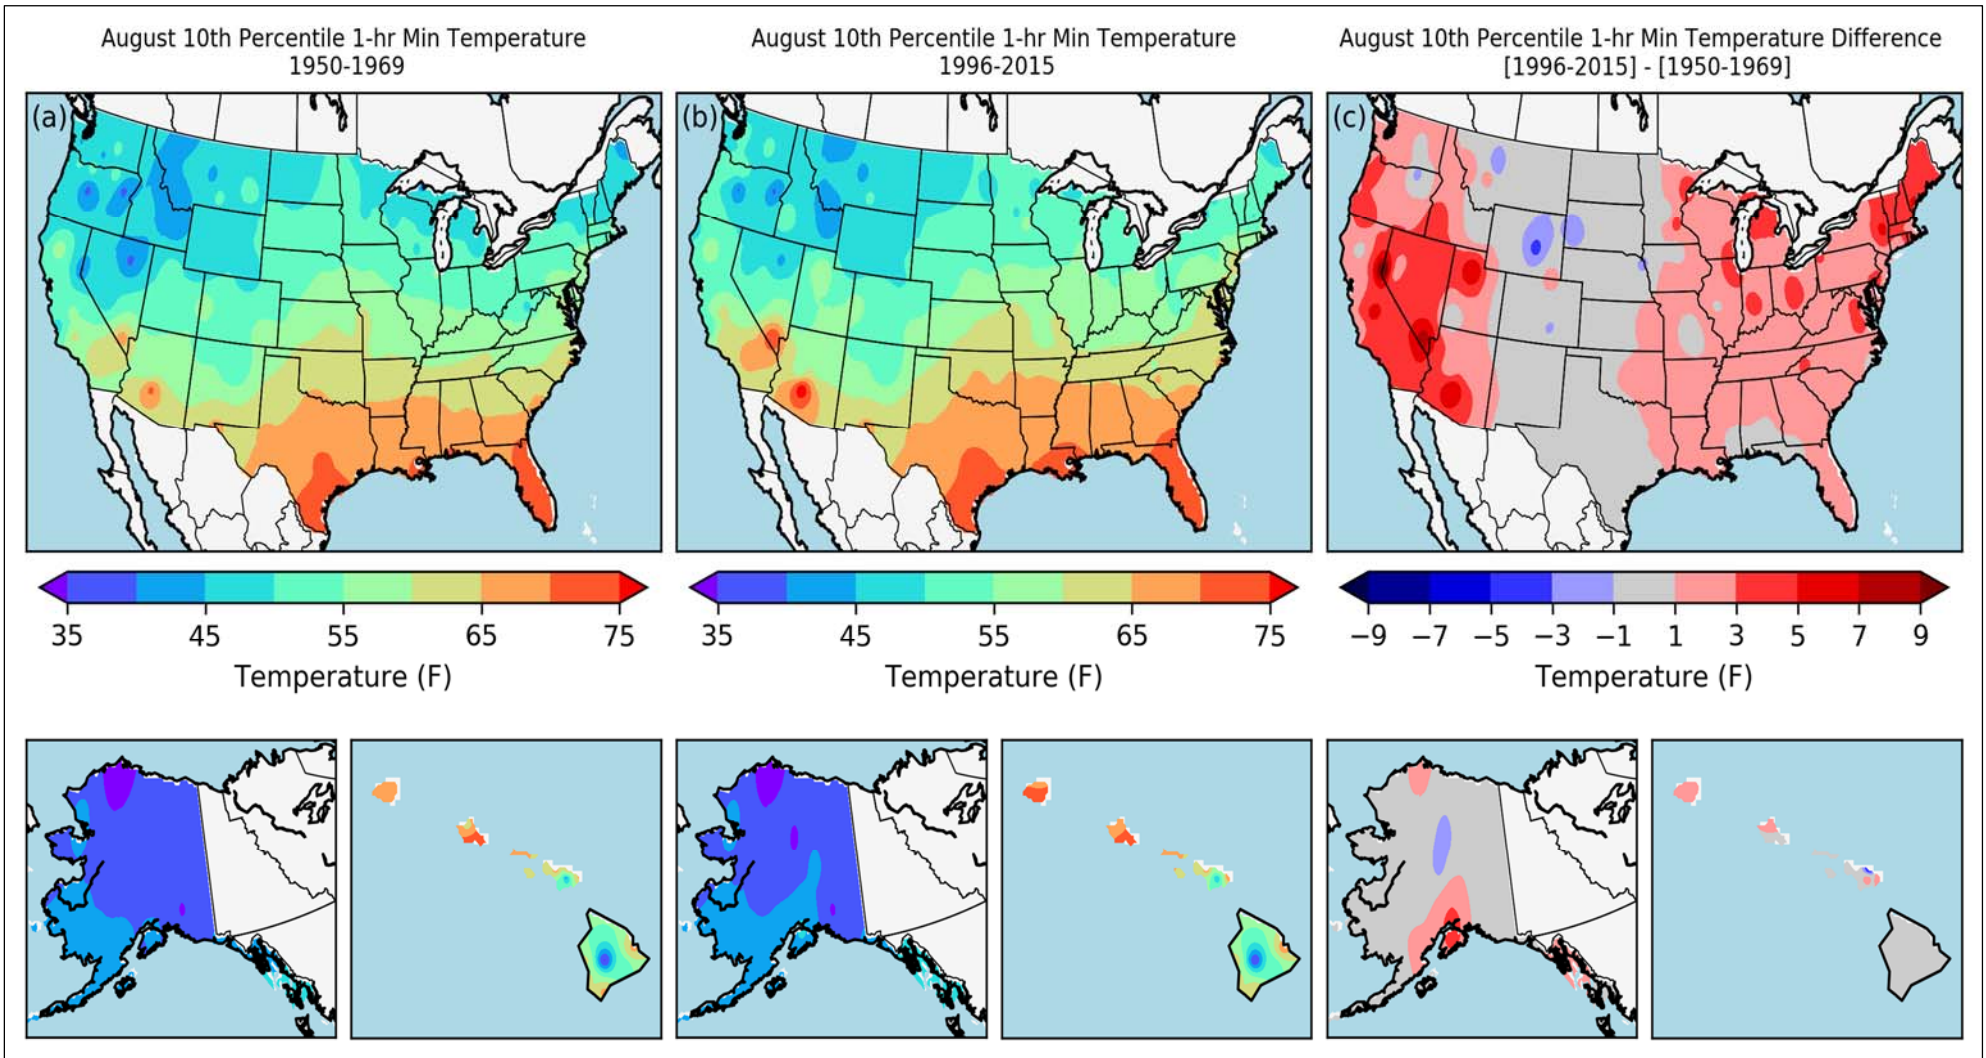 August 10th Percentile 1-hr Min Temperature
1950-1969
August 10th Percentile 1-hr Min Temperature
1996-2015
August 10th Percentile 1-hr Min Temperature Difference
[1996-2015] - [1950-1969]
(a)
(b)
(c)
35 45 55 65 75
Temperature (F)
35 45 55 65 75
Temperature (F)
−9 −7 −5 −3 −1 1 3 5 7 9
Temperature (F)